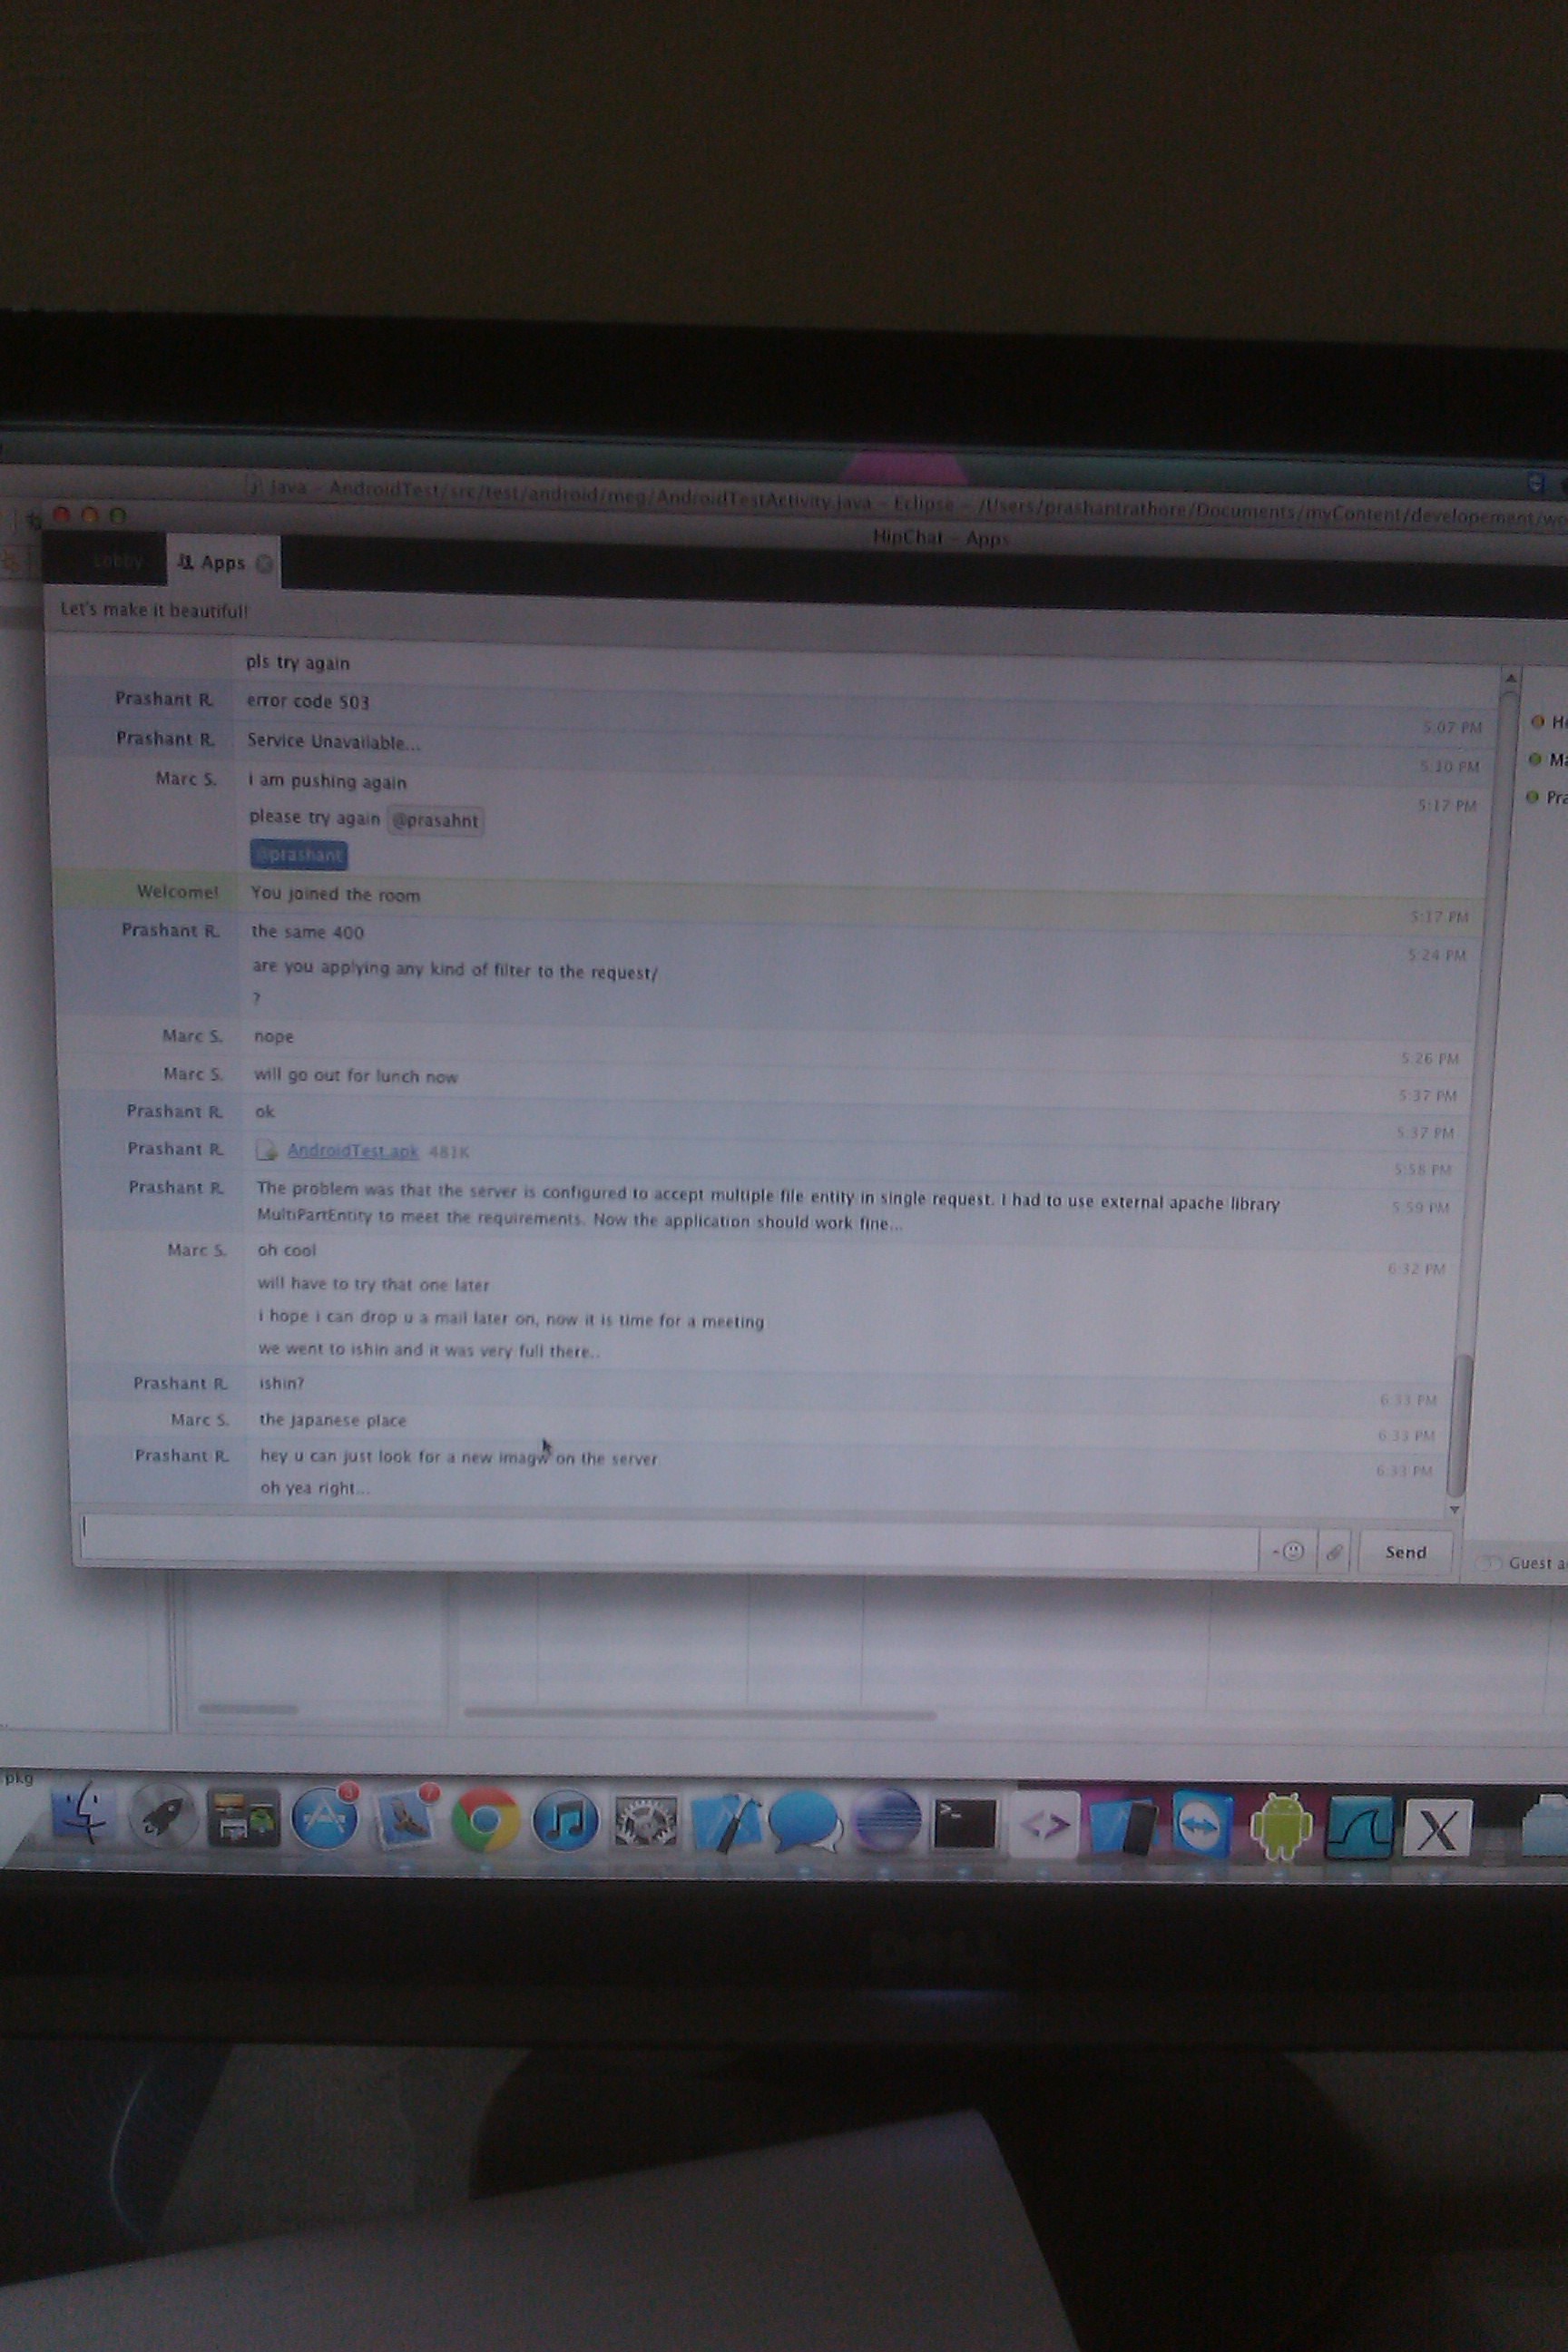 Java - AndroidTest/src/test/android/meg/AndroidTestActivity.java - Eclipse - /Users/prashantrathore/Documents/myContent/developement/wo
HipChat - Apps
Lobby
Apps
Let's make it beautiful!
pls try again
Prashant R. error code 503 5:07 PM
Prashant R. Service Unavailable... 5:10 PM
Marc S. i am pushing again 5:17 PM
please try again @prasahnt
@prashant
Welcome! You joined the room 5:17 PM
Prashant R. the same 400 5:24 PM
are you applying any kind of filter to the request/
?
Marc S. nope 5:26 PM
Marc S. will go out for lunch now 5:37 PM
Prashant R. ok 5:37 PM
Prashant R. AndroidTest.apk 481K 5:58 PM
Prashant R. The problem was that the server is configured to accept multiple file entity in single request. I had to use external apache library 5:59 PM
MultiPartEntity to meet the requirements. Now the application should work fine...
Marc S. oh cool 6:32 PM
will have to try that one later
i hope i can drop u a mail later on, now it is time for a meeting
we went to ishin and it was very full there..
Prashant R. ishin? 6:33 PM
Marc S. the japanese place 6:33 PM
Prashant R. hey u can just look for a new imagw on the server 6:33 PM
oh yea right...
He
Ma
Pra
Send
Guest a
pkg
3
7
X
DELL